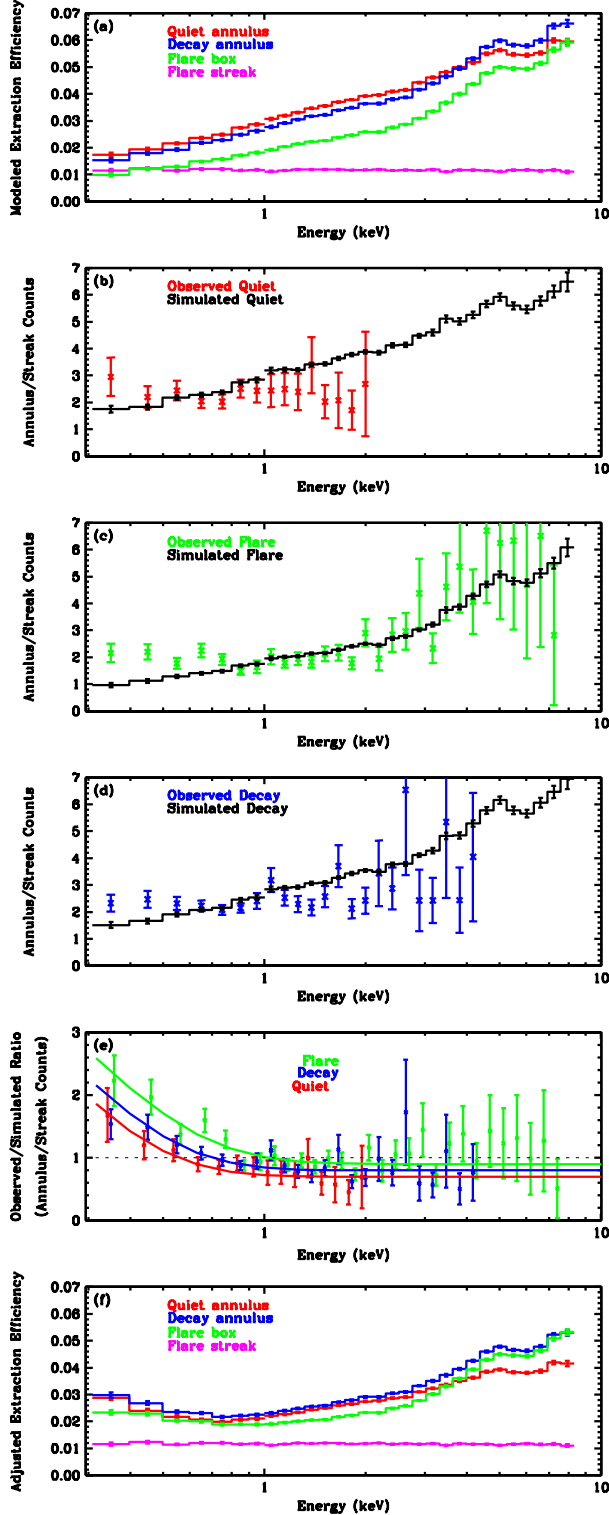 0.07
0.06
0.05
0.04
0.03
0.02
0.01
0.00
Modeled Extraction Efficiency
(a)
Quiet annulus
Decay annulus
Flare box
Flare streak
1
10
Energy (keV)
7
6
5
4
3
2
1
0
Annulus/Streak Counts
(b)
Observed Quiet
Simulated Quiet
1
10
Energy (keV)
7
6
5
4
3
2
1
0
Annulus/Streak Counts
(c)
Observed Flare
Simulated Flare
1
10
Energy (keV)
7
6
5
4
3
2
1
0
Annulus/Streak Counts
(d)
Observed Decay
Simulated Decay
1
10
Energy (keV)
3
2
1
0
Observed/Simulated Ratio
(Annulus/Streak Counts)
(e)
Flare
Decay
Quiet
1
10
Energy (keV)
0.07
0.06
0.05
0.04
0.03
0.02
0.01
0.00
Adjusted Extraction Efficiency
(f)
Quiet annulus
Decay annulus
Flare box
Flare streak
1
10
Energy (keV)